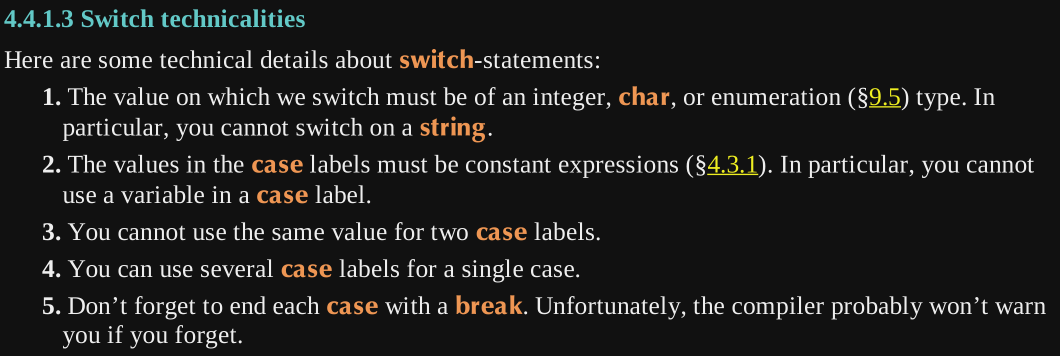 4.4.1.3 Switch technicalities
Here are some technical details about switch-statements:
1. The value on which we switch must be of an integer, char, or enumeration (§9.5) type. In
particular, you cannot switch on a string.
2. The values in the case labels must be constant expressions (§4.3.1). In particular, you cannot
use a variable in a case label.
3. You cannot use the same value for two case labels.
4. You can use several case labels for a single case.
5. Don’t forget to end each case with a break. Unfortunately, the compiler probably won’t warn
you if you forget.